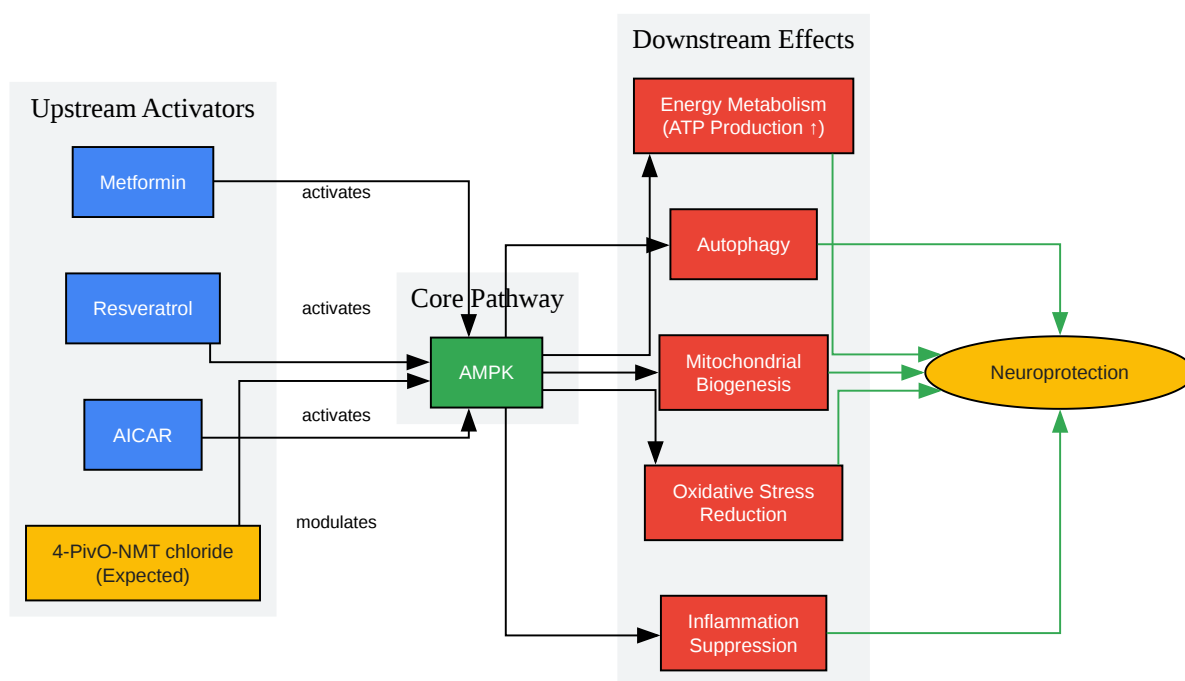 Upstream Activators
Metformin
Resveratrol
AICAR
4-PivO-NMT chloride
(Expected)
activates
activates
activates
modulates
Core Pathway
AMPK
Downstream Effects
Energy Metabolism
(ATP Production ↑)
Autophagy
Mitochondrial
Biogenesis
Oxidative Stress
Reduction
Inflammation
Suppression
Neuroprotection